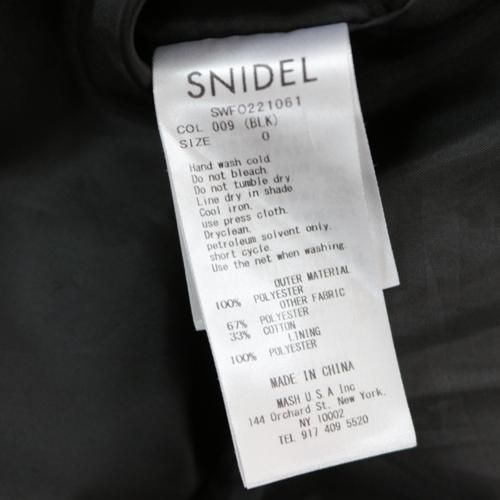 SNIDEL
SWFO221061
COL 009 (BLK)
SIZE 0
Hand wash cold
Do not bleach
Do not tumble dry
Line dry in shade
Cool iron.
use press cloth.
Dryclean.
petroleum solvent only.
short cycle.
Use the net when washing.
OUTER MATERIAL
100% POLYESTER
OTHER FABRIC
67% POLYESTER
33% COTTON
LINING
100% POLYESTER
MADE IN CHINA
MASH U.S.A Inc
144 Orchard St. New York.
NY 10002
TEL 917 409 5520